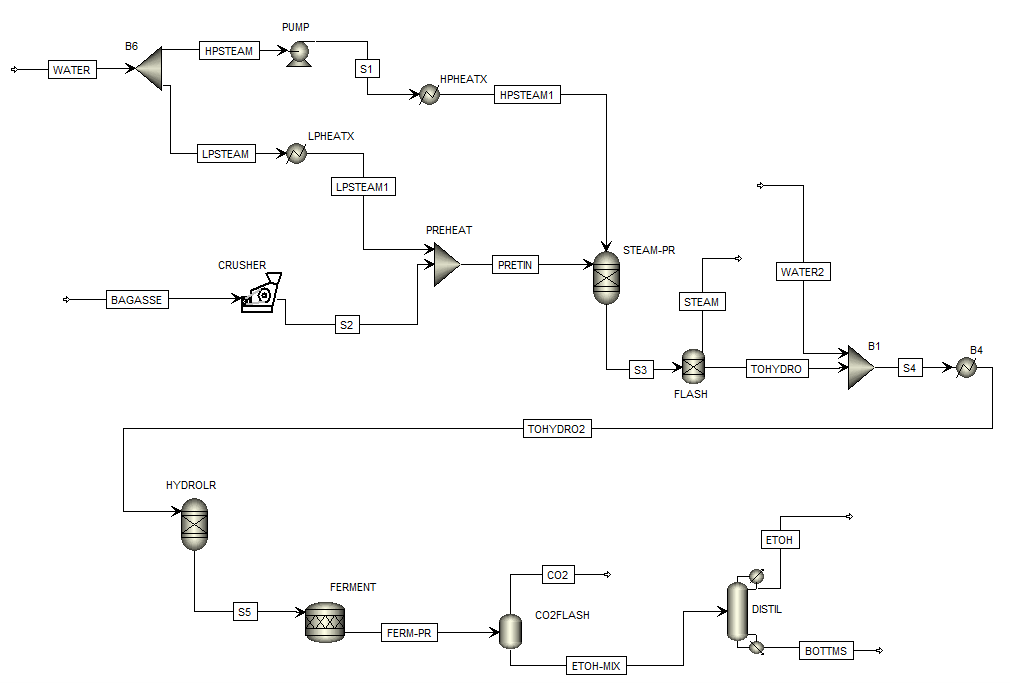 PUMP
B6
HPSTEAM
WATER
S1
HPHEATX
HPSTEAM1
LPHEATX
LPSTEAM
LPSTEAM1
PREHEAT
STEAM-PR
CRUSHER
PRETIN
WATER2
BAGASSE
STEAM
S2
B1
B4
S3
TOHYDRO
S4
FLASH
TOHYDRO2
HYDROLR
ETOH
CO2
FERMENT
S5
CO2FLASH
DISTIL
FERM-PR
BOTTMS
ETOH-MIX